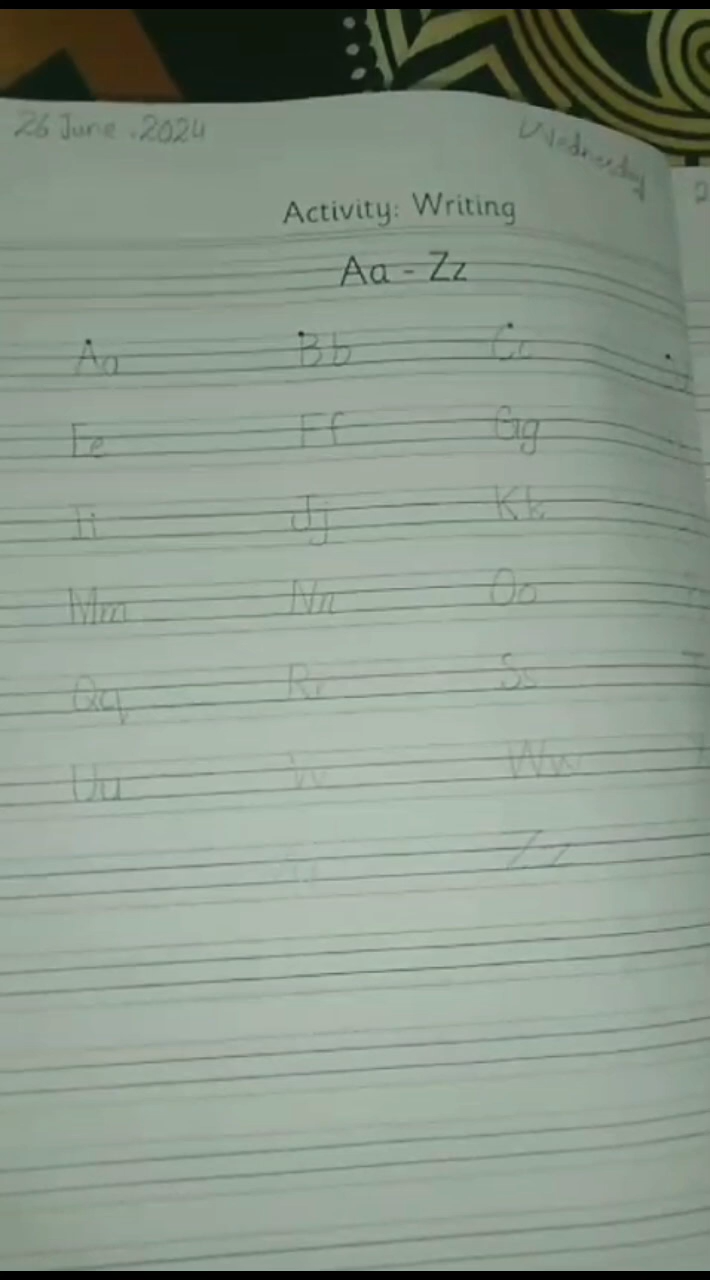 26 June . 2024 Wednesday
Activity: Writing
Aa - Zz
Aa Bb Cc
Ee Ff Gg
Ii Jj Kk
Mm Nn Oo
Qq Rr Ss
Uu Vv Ww
Zz